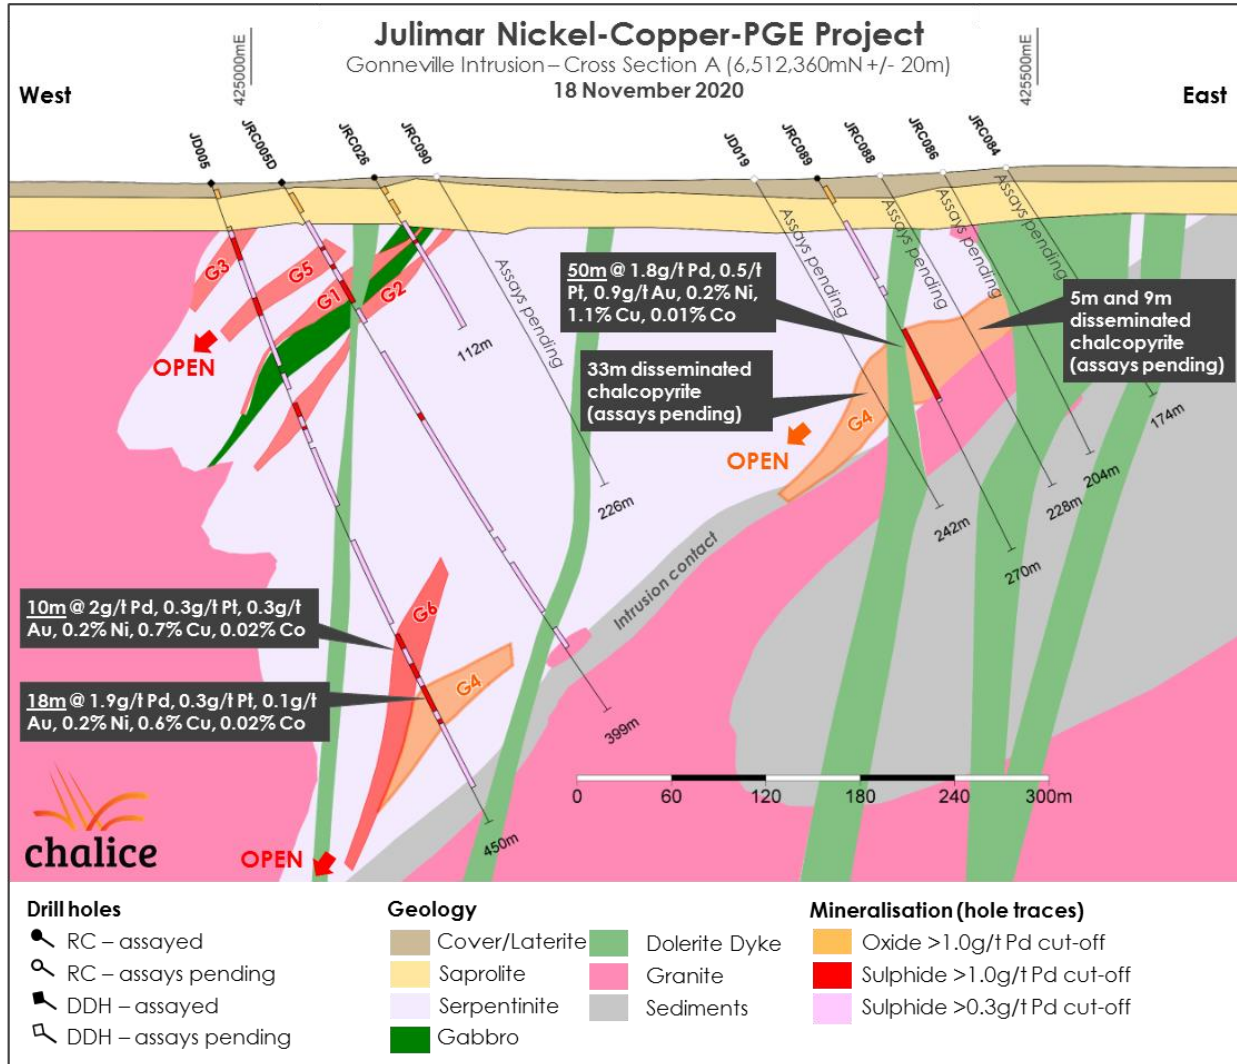 Julimar Nickel-Copper-PGE Project
Gonneville Intrusion – Cross Section A (6,512,360mN +/- 20m)
18 November 2020
425000mE
425500mE
West
East
JD005
JRC005D
JRC026
JRC090
JD019
JRC089
JRC088
JRC086
JRC084
Assays pending
Assays pending
Assays pending
Assays pending
Assays pending
G3
G5
G1
G2
OPEN
112m
226m
50m @ 1.8g/t Pd, 0.5/t
Pt, 0.9g/t Au, 0.2% Ni,
1.1% Cu, 0.01% Co
5m and 9m
disseminated
chalcopyrite
(assays pending)
33m disseminated
chalcopyrite
(assays pending)
G4
OPEN
174m
204m
228m
242m
270m
Intrusion contact
10m @ 2g/t Pd, 0.3g/t Pt, 0.3g/t
Au, 0.2% Ni, 0.7% Cu, 0.02% Co
G6
G4
18m @ 1.9g/t Pd, 0.3g/t Pt, 0.1g/t
Au, 0.2% Ni, 0.6% Cu, 0.02% Co
399m
450m
0 60 120 180 240 300m
chalice
OPEN
Drill holes
RC – assayed
RC – assays pending
DDH – assayed
DDH – assays pending
Geology
Cover/Laterite
Saprolite
Serpentinite
Gabbro
Dolerite Dyke
Granite
Sediments
Mineralisation (hole traces)
Oxide >1.0g/t Pd cut-off
Sulphide >1.0g/t Pd cut-off
Sulphide >0.3g/t Pd cut-off